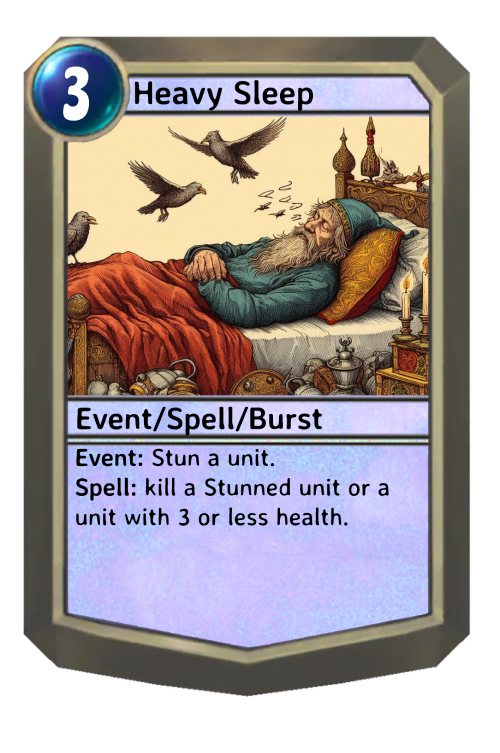 3
Heavy Sleep
Event/Spell/Burst
Event: Stun a unit.
Spell: kill a Stunned unit or a
unit with 3 or less health.